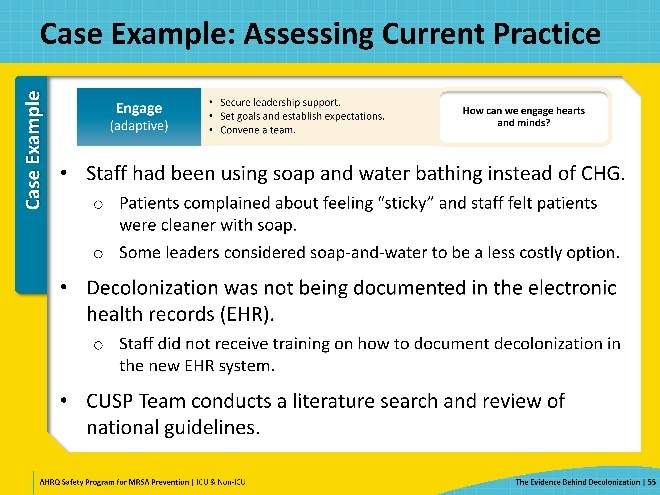 Case Example: Assessing Current Practice
Case Example
Engage
(adaptive)
• Secure leadership support.
• Set goals and establish expectations.
• Convene a team.
How can we engage hearts
and minds?
• Staff had been using soap and water bathing instead of CHG.
o Patients complained about feeling “sticky” and staff felt patients
were cleaner with soap.
o Some leaders considered soap-and-water to be a less costly option.
• Decolonization was not being documented in the electronic
health records (EHR).
o Staff did not receive training on how to document decolonization in
the new EHR system.
• CUSP Team conducts a literature search and review of
national guidelines.
AHRQ Safety Program for MRSA Prevention | ICU & Non-ICU
The Evidence Behind Decolonization | 55